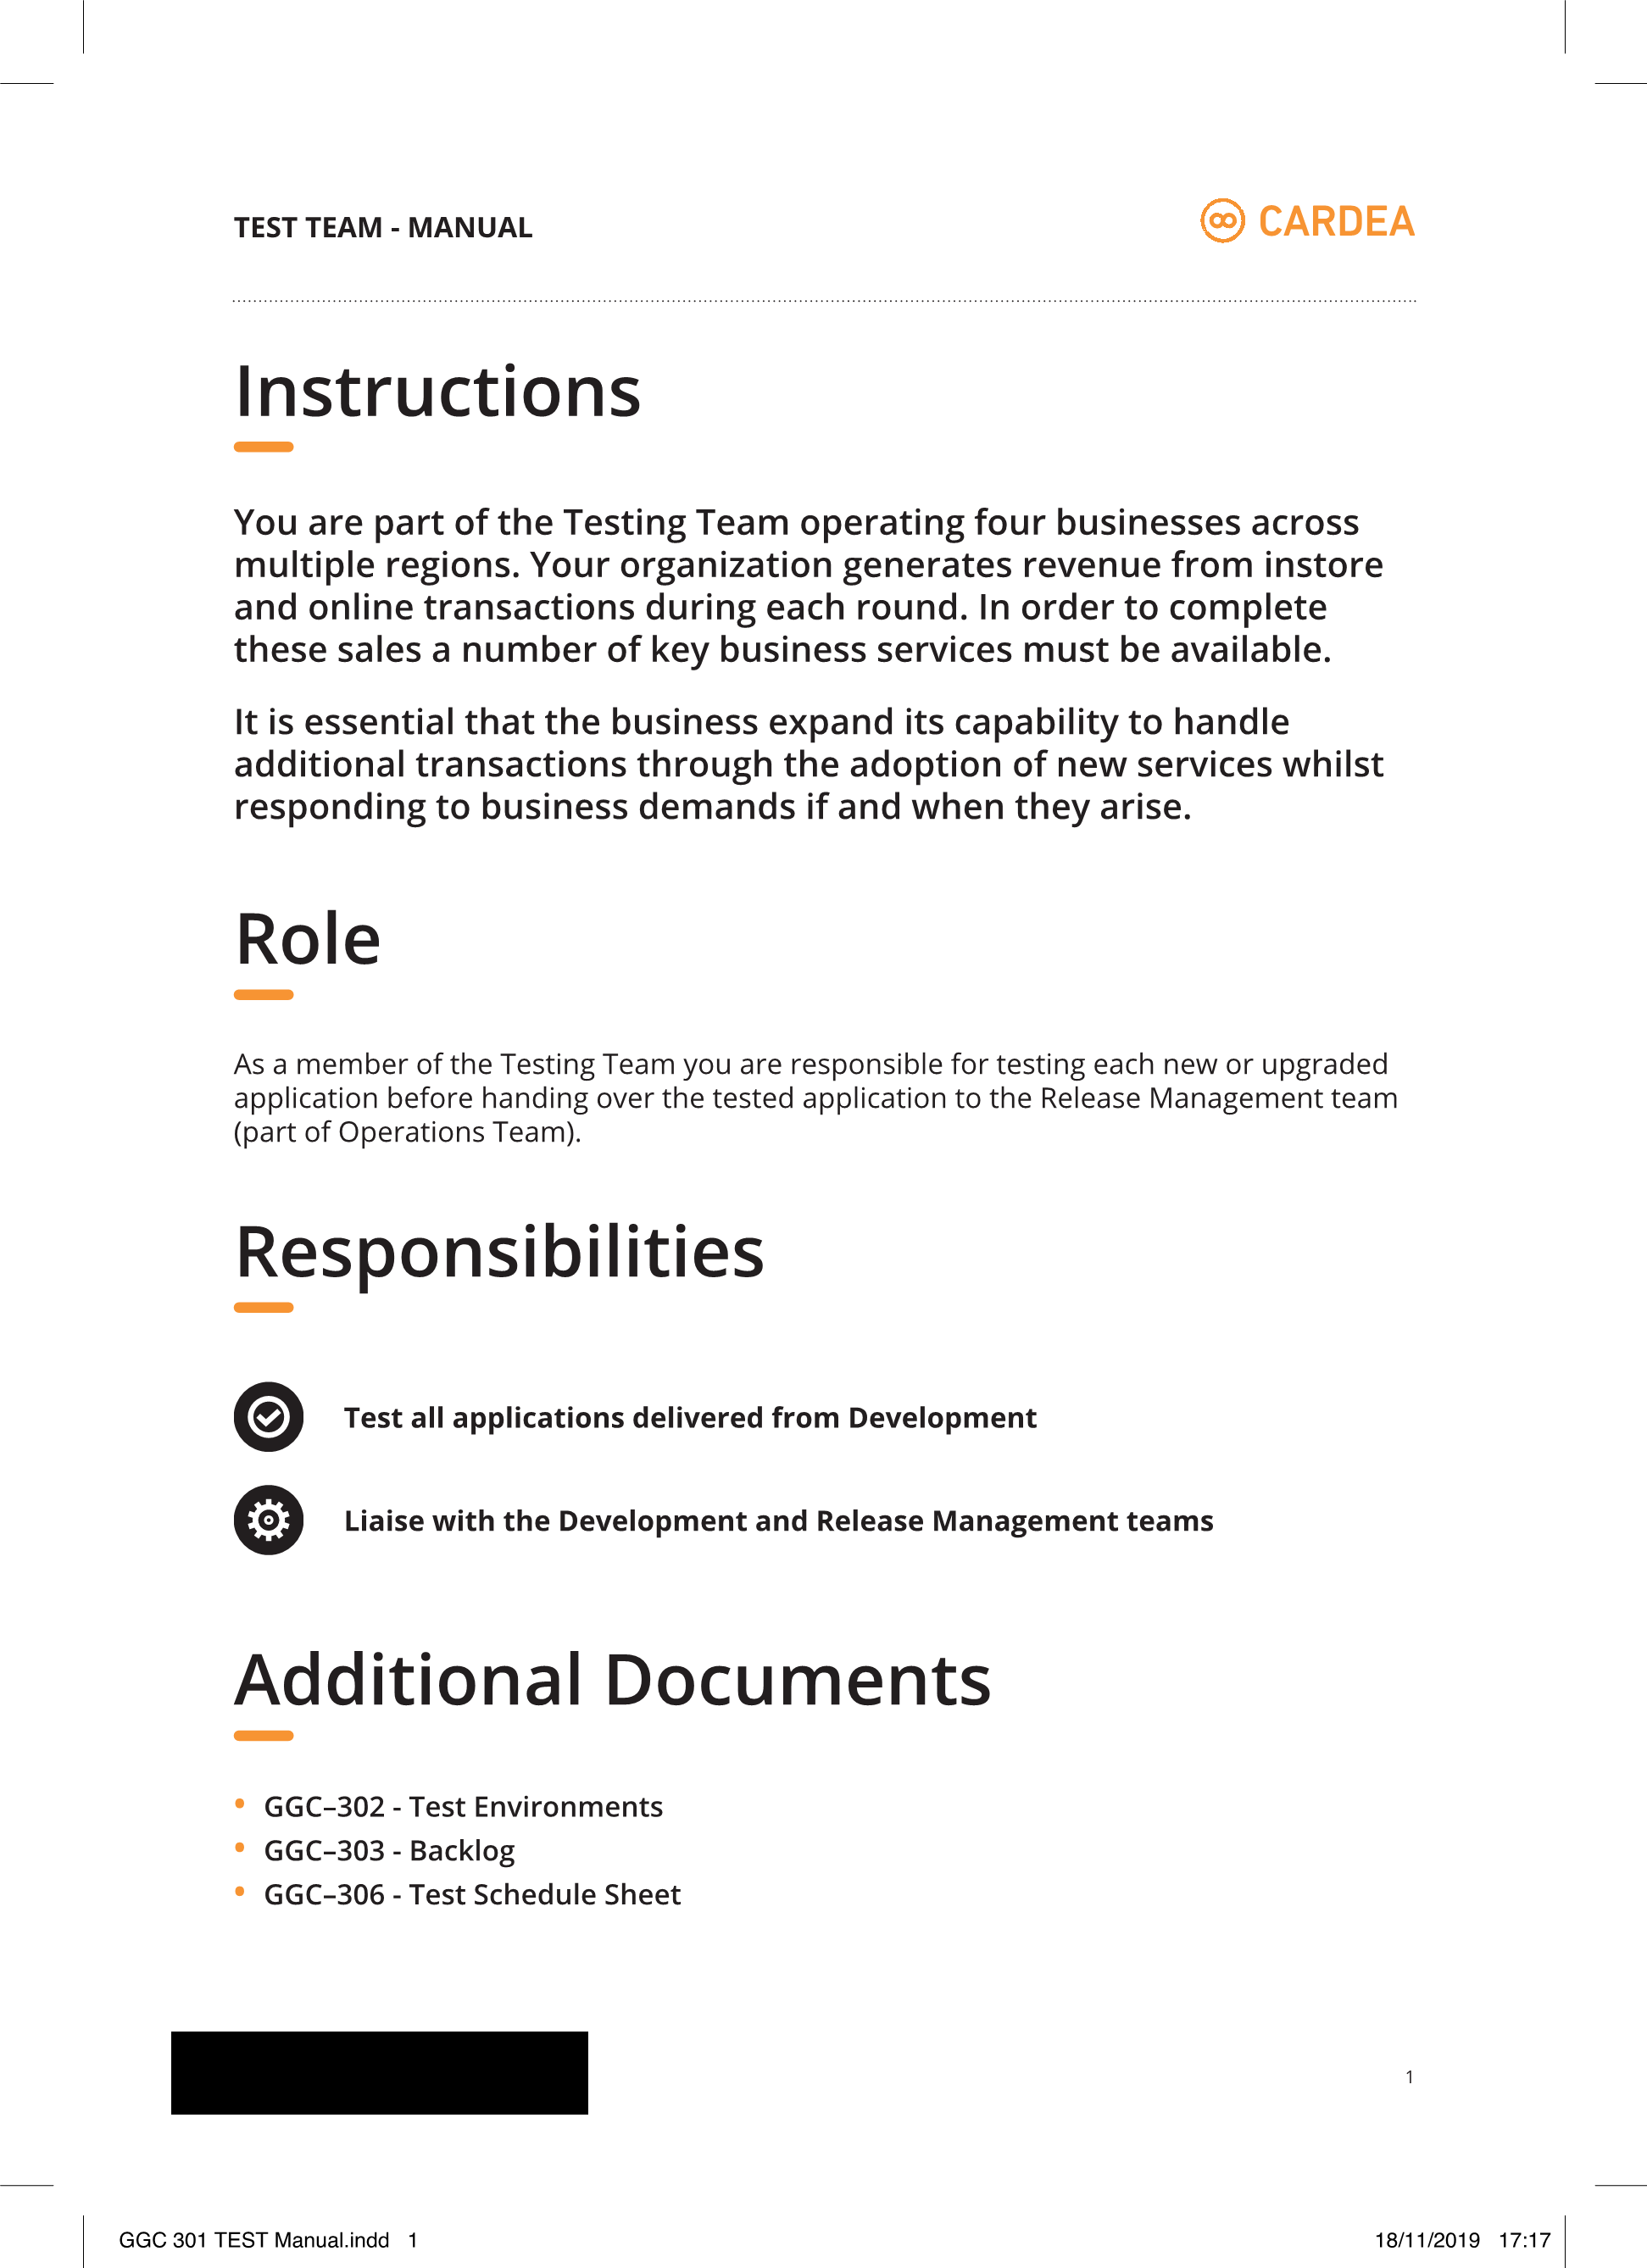 TEST TEAM - MANUAL
CARDEA
Instructions
You are part of the Testing Team operating four businesses across
multiple regions. Your organization generates revenue from instore
and online transactions during each round. In order to complete
these sales a number of key business services must be available.
It is essential that the business expand its capability to handle
additional transactions through the adoption of new services whilst
responding to business demands if and when they arise.
Role
As a member of the Testing Team you are responsible for testing each new or upgraded
application before handing over the tested application to the Release Management team
(part of Operations Team).
Responsibilities
Test all applications delivered from Development
Liaise with the Development and Release Management teams
Additional Documents
• GGC–302 - Test Environments
• GGC–303 - Backlog
• GGC–306 - Test Schedule Sheet
1
GGC 301 TEST Manual.indd 1
18/11/2019 17:17